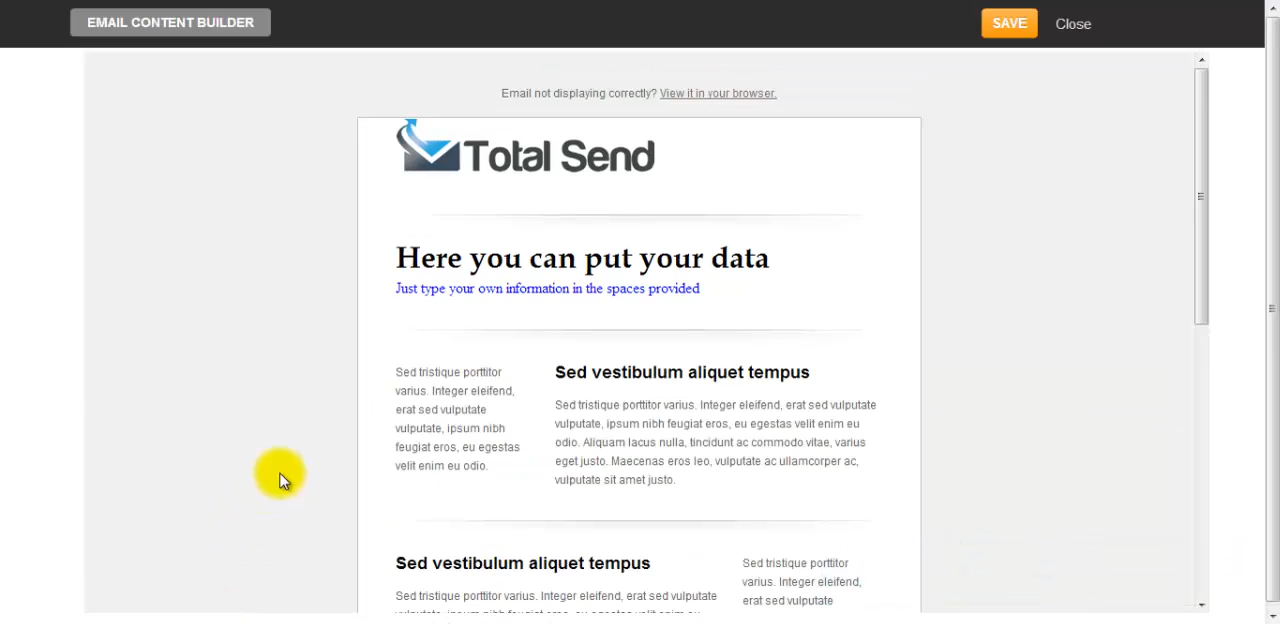 EMAIL CONTENT BUILDER
SAVE
Close
Email not displaying correctly? View it in your browser.
Total Send
Here you can put your data
Just type your own information in the spaces provided
Sed tristique porttitor
varius. Integer eleifend,
erat sed vulputate
vulputate, ipsum nibh
feugiat eros, eu egestas
velit enim eu odio.
Sed vestibulum aliquet tempus
Sed tristique porttitor varius. Integer eleifend, erat sed vulputate
vulputate, ipsum nibh feugiat eros, eu egestas velit enim eu
odio. Aliquam lacus nulla, tincidunt ac commodo vitae, varius
eget justo. Maecenas eros leo, vulputate ac ullamcorper ac,
vulputate sit amet justo.
Sed vestibulum aliquet tempus
Sed tristique porttitor varius. Integer eleifend, erat sed vulputate
Sed tristique porttitor
varius. Integer eleifend,
erat sed vulputate